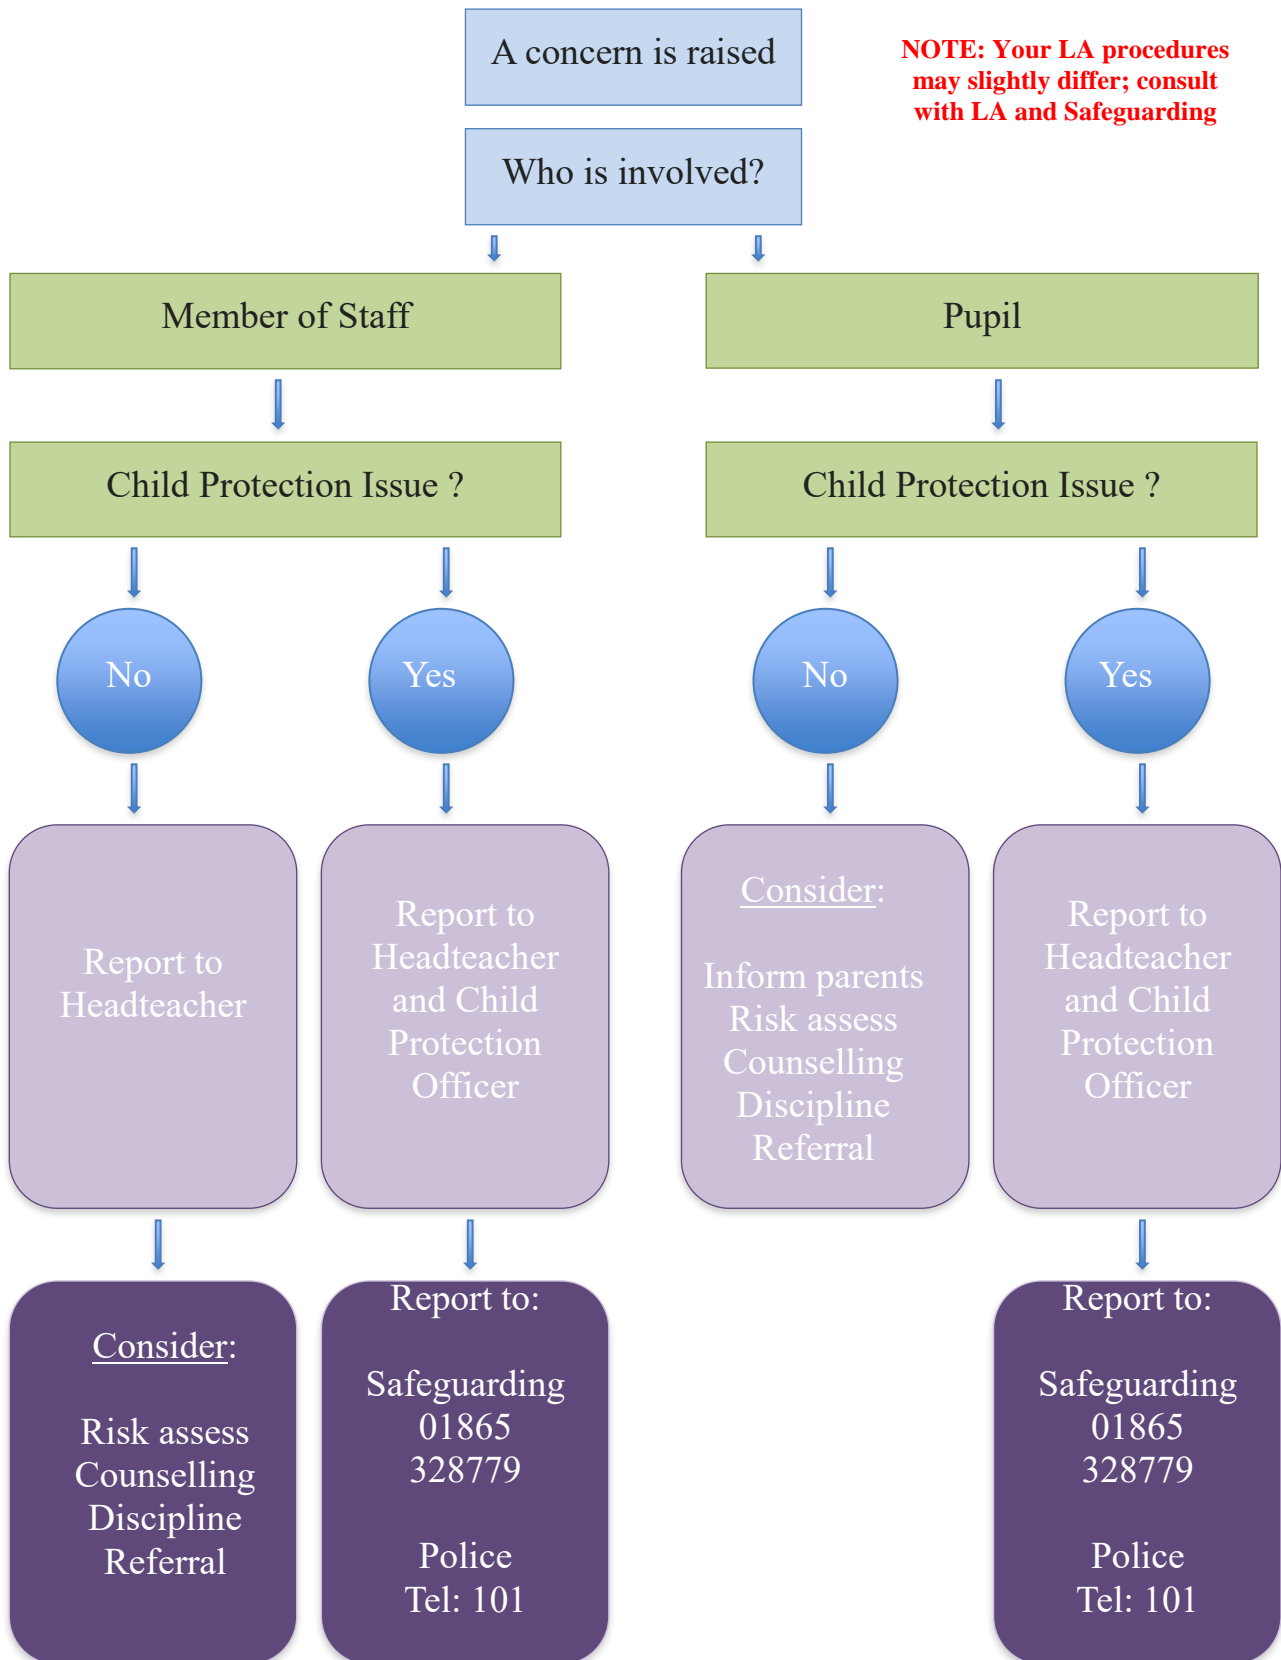 A concern is raised
NOTE: Your LA procedures
may slightly differ; consult
with LA and Safeguarding
Who is involved?
Member of Staff
Pupil
Child Protection Issue ?
Child Protection Issue ?
No
Yes
No
Yes
Report to
Headteacher
Report to
Headteacher
and Child
Protection
Officer
Consider:
Inform parents
Risk assess
Counselling
Discipline
Referral
Report to
Headteacher
and Child
Protection
Officer
Consider:
Risk assess
Counselling
Discipline
Referral
Report to:
Safeguarding
01865
328779
Police
Tel: 101
Report to:
Safeguarding
01865
328779
Police
Tel: 101